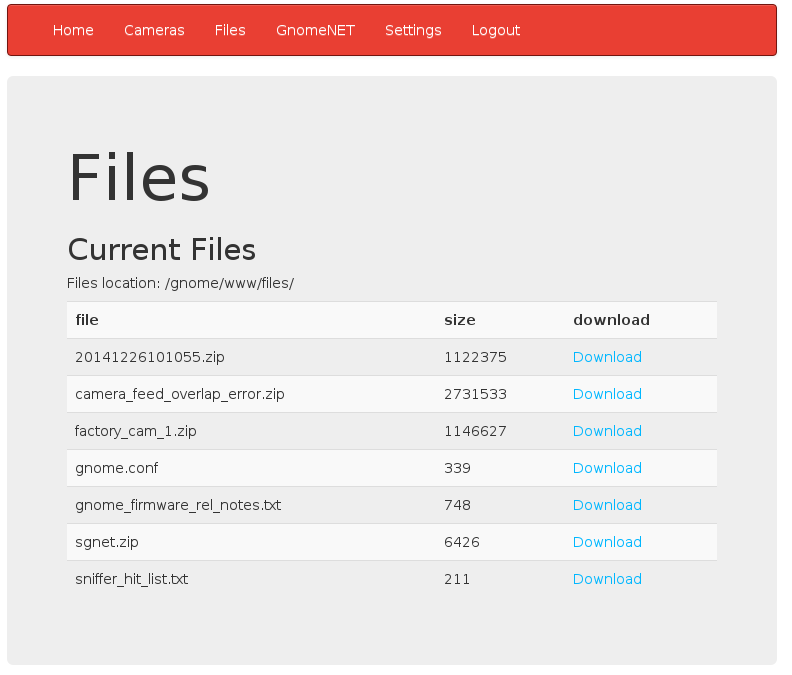 Home Cameras Files GnomeNET Settings Logout
Files
Current Files
Files location: /gnome/www/files/
file size download
20141226101055.zip 1122375 Download
camera_feed_overlap_error.zip 2731533 Download
factory_cam_1.zip 1146627 Download
gnome.conf 339 Download
gnome_firmware_rel_notes.txt 748 Download
sgnet.zip 6426 Download
sniffer_hit_list.txt 211 Download